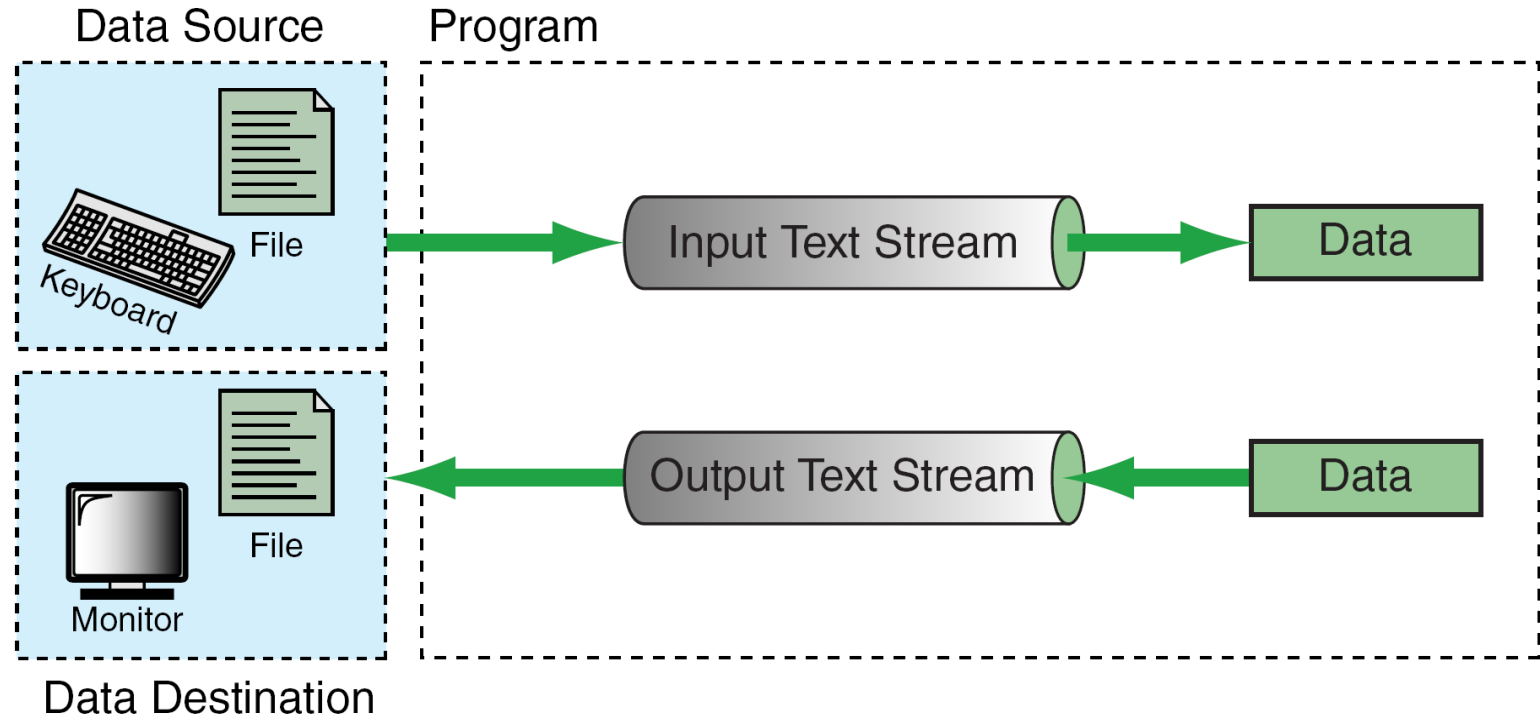 Data Source
Program
File
Keyboard
Input Text Stream
Data
File
Monitor
Output Text Stream
Data
Data Destination